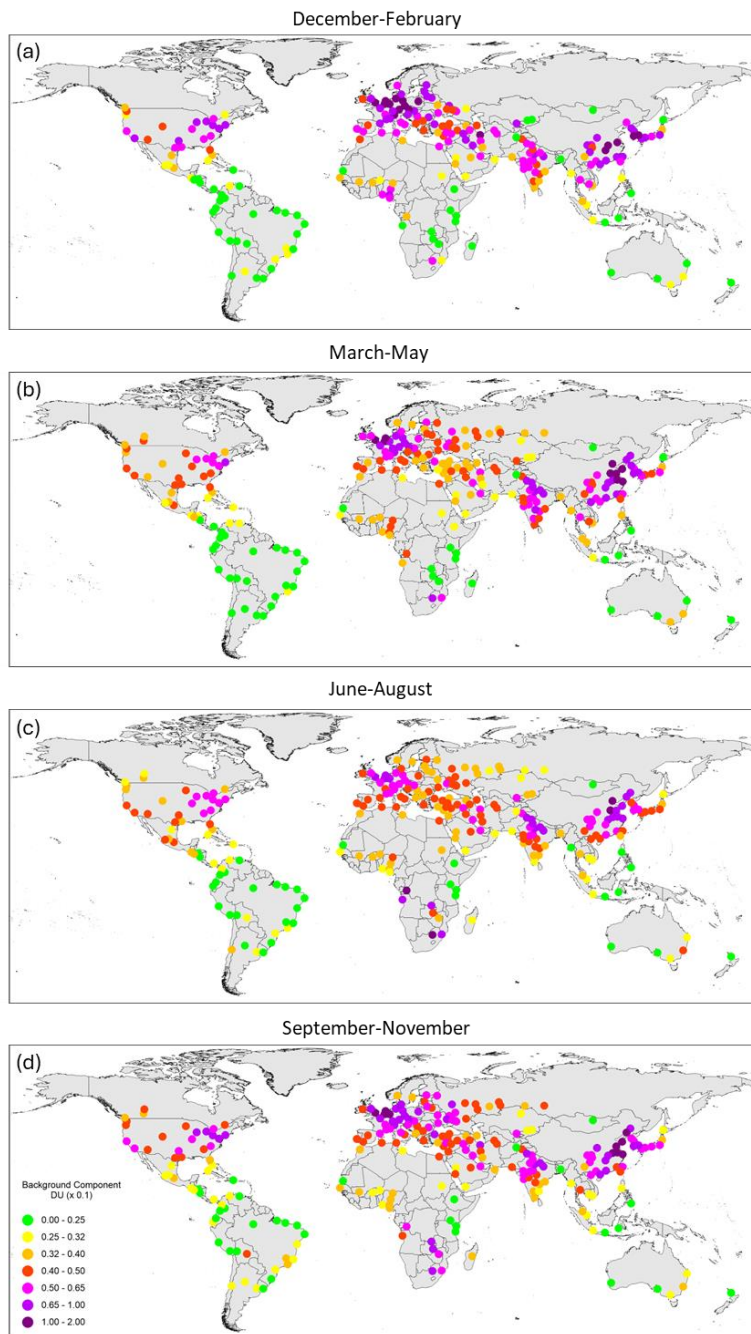 December-February
(a)
March-May
(b)
June-August
(c)
September-November
(d)
Background Component
DU (x 0.1)
0.00 - 0.25
0.25 - 0.32
0.32 - 0.40
0.40 - 0.50
0.50 - 0.65
0.65 - 1.00
1.00 - 2.00